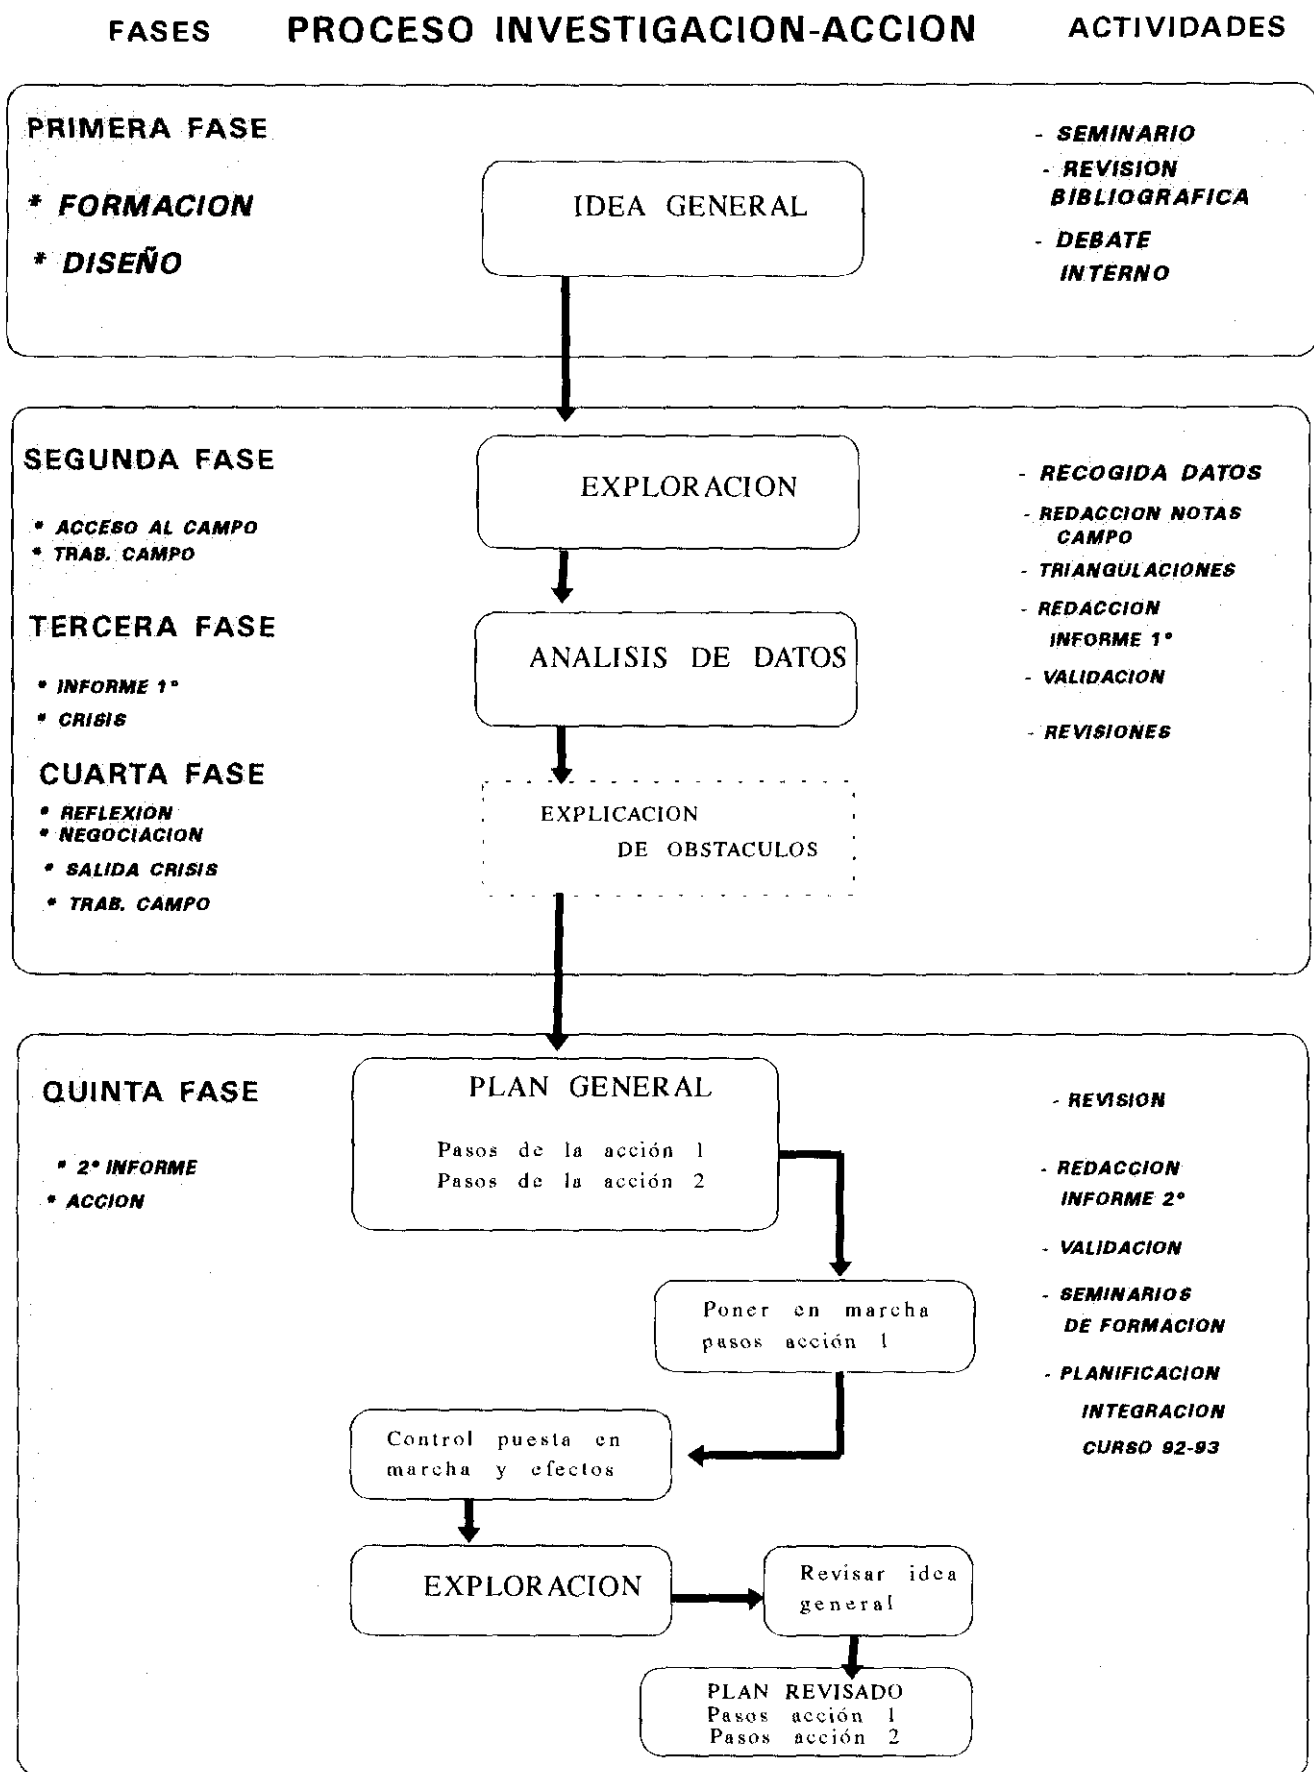 FASES PROCESO INVESTIGACION-ACCION ACTIVIDADES
PRIMERA FASE
* FORMACION
* DISEÑO
IDEA GENERAL
- SEMINARIO
- REVISION
BIBLIOGRAFICA
- DEBATE
INTERNO
SEGUNDA FASE
* ACCESO AL CAMPO
* TRAB. CAMPO
EXPLORACION
TERCERA FASE
* INFORME 1º
* CRISIS
ANALISIS DE DATOS
CUARTA FASE
* REFLEXION
* NEGOCIACION
* SALIDA CRISIS
* TRAB. CAMPO
EXPLICACION
DE OBSTACULOS
- RECOGIDA DATOS
- REDACCION NOTAS
CAMPO
- TRIANGULACIONES
- REDACCION
INFORME 1º
- VALIDACION
- REVISIONES
QUINTA FASE
* 2º INFORME
* ACCION
PLAN GENERAL
Pasos de la acción 1
Pasos de la acción 2
Poner en marcha
pasos acción 1
Control puesta en
marcha y efectos
EXPLORACION
Revisar idea
general
PLAN REVISADO
Pasos acción 1
Pasos acción 2
- REVISION
- REDACCION
INFORME 2º
- VALIDACION
- SEMINARIOS
DE FORMACION
- PLANIFICACION
INTEGRACION
CURSO 92-93